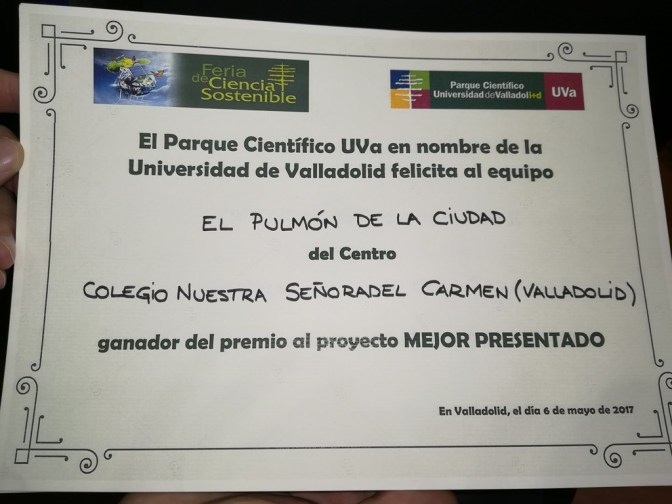 Feria
de Ciencia
Sostenible
Parque Científico
Universidad de Valladolid+d
UVa
El Parque Científico UVa en nombre de la
Universidad de Valladolid felicita al equipo
EL PULMÓN DE LA CIUDAD
del Centro
COLEGIO NUESTRA SEÑORADEL CARMEN (VALLADOLID)
ganador del premio al proyecto MEJOR PRESENTADO
En Valladolid, el día 6 de mayo de 2017